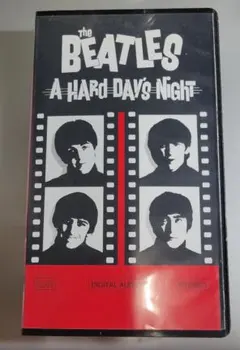 the
BEATLES
A HARD DAY'S NIGHT
DIGITAL